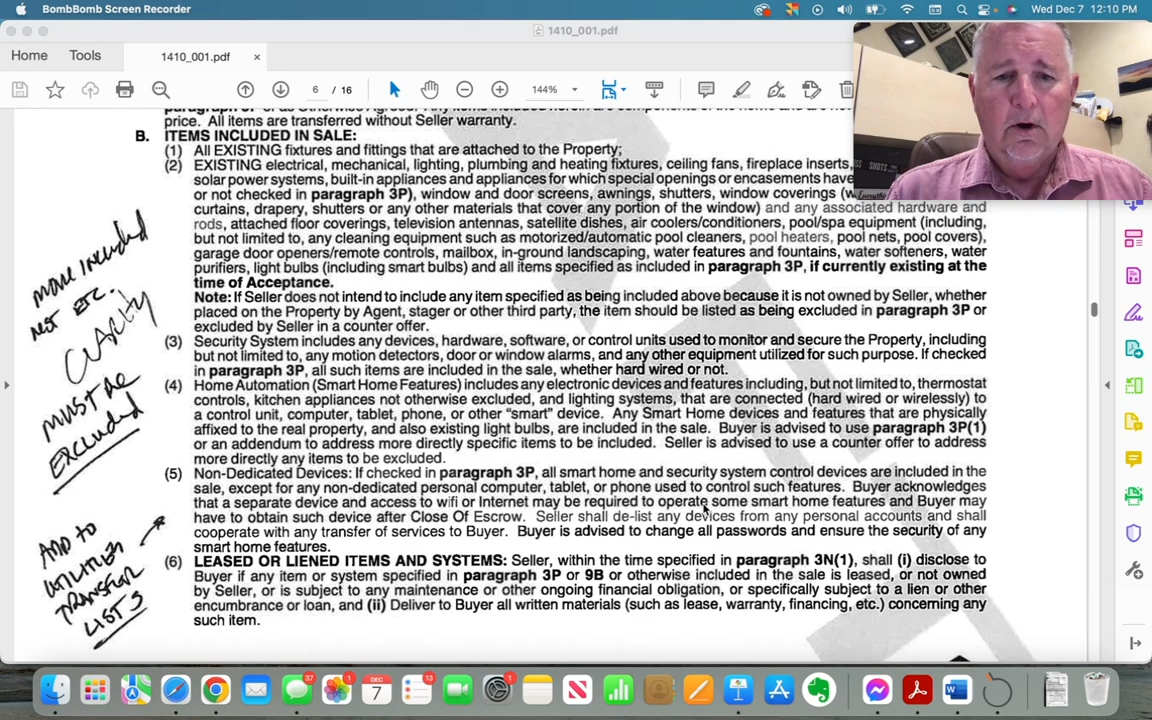 BombBomb Screen Recorder
Wed Dec 7 12:10 PM
1410_001.pdf
Home Tools 1410_001.pdf ×
6 / 16 144%
price. All items are transferred without Seller warranty.
B. ITEMS INCLUDED IN SALE:
(1) All EXISTING fixtures and fittings that are attached to the Property;
(2) EXISTING electrical, mechanical, lighting, plumbing and heating fixtures, ceiling fans, fireplace inserts,
solar power systems, built-in appliances and appliances for which special openings or encasements have
or not checked in paragraph 3P), window and door screens, awnings, shutters, window coverings
curtains, drapery, shutters or any other materials that cover any portion of the window) and any associated hardware and
rods, attached floor coverings, television antennas, satellite dishes, air coolers/conditioners, pool/spa equipment (including,
but not limited to, any cleaning equipment such as motorized/automatic pool cleaners, pool heaters, pool nets, pool covers),
garage door openers/remote controls, mailbox, in-ground landscaping, water features and fountains, water softeners, water
purifiers, light bulbs (including smart bulbs) and all items specified as included in paragraph 3P, if currently existing at the
time of Acceptance.
Note: If Seller does not intend to include any item specified as being included above because it is not owned by Seller, whether
placed on the Property by Agent, stager or other third party, the item should be listed as being excluded in paragraph 3P or
excluded by Seller in a counter offer.
(3) Security System includes any devices, hardware, software, or control units used to monitor and secure the Property, including
but not limited to, any motion detectors, door or window alarms, and any other equipment utilized for such purpose. If checked
in paragraph 3P, all such items are included in the sale, whether hard wired or not.
(4) Home Automation (Smart Home Features) includes any electronic devices and features including, but not limited to, thermostat
controls, kitchen appliances not otherwise excluded, and lighting systems, that are connected (hard wired or wirelessly) to
a control unit, computer, tablet, phone, or other “smart” device. Any Smart Home devices and features that are physically
affixed to the real property, and also existing light bulbs, are included in the sale. Buyer is advised to use paragraph 3P(1)
or an addendum to address more directly specific items to be included. Seller is advised to use a counter offer to address
more directly any items to be excluded.
(5) Non-Dedicated Devices: If checked in paragraph 3P, all smart home and security system control devices are included in the
sale, except for any non-dedicated personal computer, tablet, or phone used to control such features. Buyer acknowledges
that a separate device and access to wifi or Internet may be required to operate some smart home features and Buyer may
have to obtain such device after Close Of Escrow. Seller shall de-list any devices from any personal accounts and shall
cooperate with any transfer of services to Buyer. Buyer is advised to change all passwords and ensure the security of any
smart home features.
(6) LEASED OR LIENED ITEMS AND SYSTEMS: Seller, within the time specified in paragraph 3N(1), shall (i) disclose to
Buyer if any item or system specified in paragraph 3P or 9B or otherwise included in the sale is leased, or not owned
by Seller, or is subject to any maintenance or other ongoing financial obligation, or specifically subject to a lien or other
encumbrance or loan, and (ii) Deliver to Buyer all written materials (such as lease, warranty, financing, etc.) concerning any
such item.
MORE INCLUDED
NOT ETC.
CLARITY
MUST BE
EXCLUDED
ADD TO
UTILITIES
TRANSFER
LISTS
37
1
DEC
7
13
1